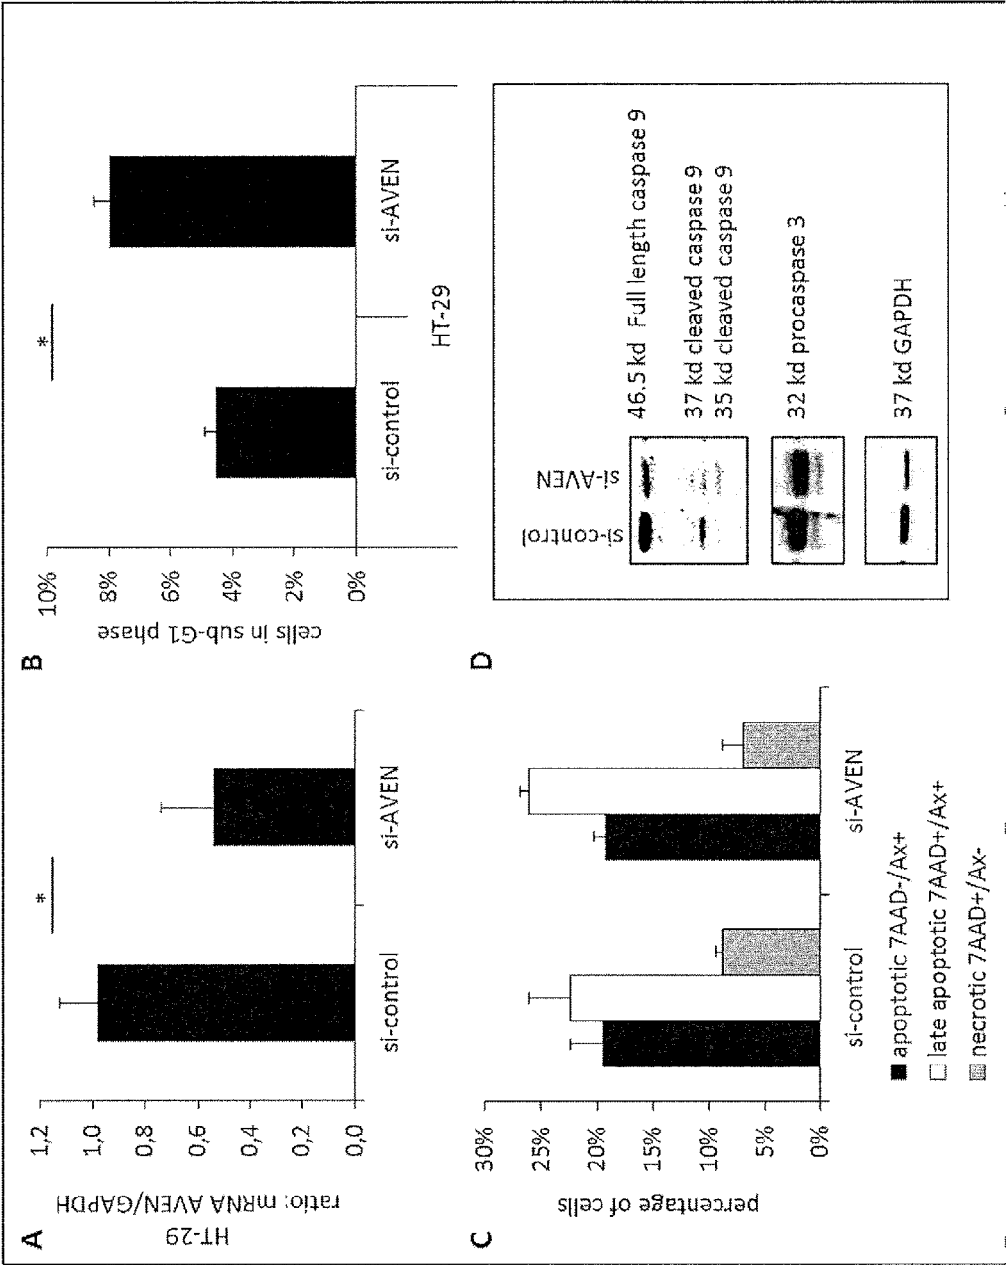 A
HT-29
ratio: mRNA AVEN/GAPDH
1,2
1,0
0,8
0,6
0,4
0,2
0,0
*
si-control
si-AVEN
B
cells in sub-G1 phase
10%
8%
6%
4%
2%
0%
*
si-control
si-AVEN
HT-29
C
percentage of cells
30%
25%
20%
15%
10%
5%
0%
si-control
si-AVEN
apoptotic 7AAD-/Ax+
late apoptotic 7AAD+/Ax+
necrotic 7AAD+/Ax-
D
si-control
si-AVEN
46.5 kd Full length caspase 9
37 kd cleaved caspase 9
35 kd cleaved caspase 9
32 kd procaspase 3
37 kd GAPDH